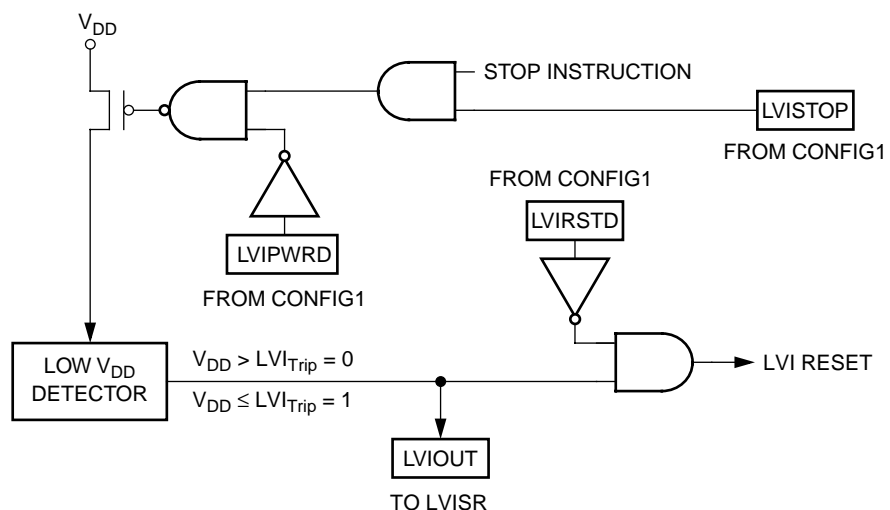 VDD
STOP INSTRUCTION
LVISTOP
FROM CONFIG1
FROM CONFIG1
LVIRSTD
LVIPWRD
FROM CONFIG1
LOW VDD
DETECTOR
VDD > LVITrip = 0
VDD ≤ LVITrip = 1
LVI RESET
LVIOUT
TO LVISR